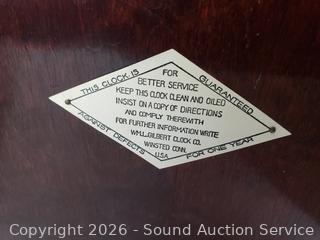 THIS CLOCK IS GUARANTEED
AGAINST DEFECTS FOR ONE YEAR
FOR
BETTER SERVICE
KEEP THIS CLOCK CLEAN AND OILED
INSIST ON A COPY OF DIRECTIONS
AND COMPLY THEREWITH
FOR FURTHER INFORMATION WRITE
WM.L.GILBERT CLOCK CO.
WINSTED CONN.
U.S.A.
Copyright 2026 - Sound Auction Service